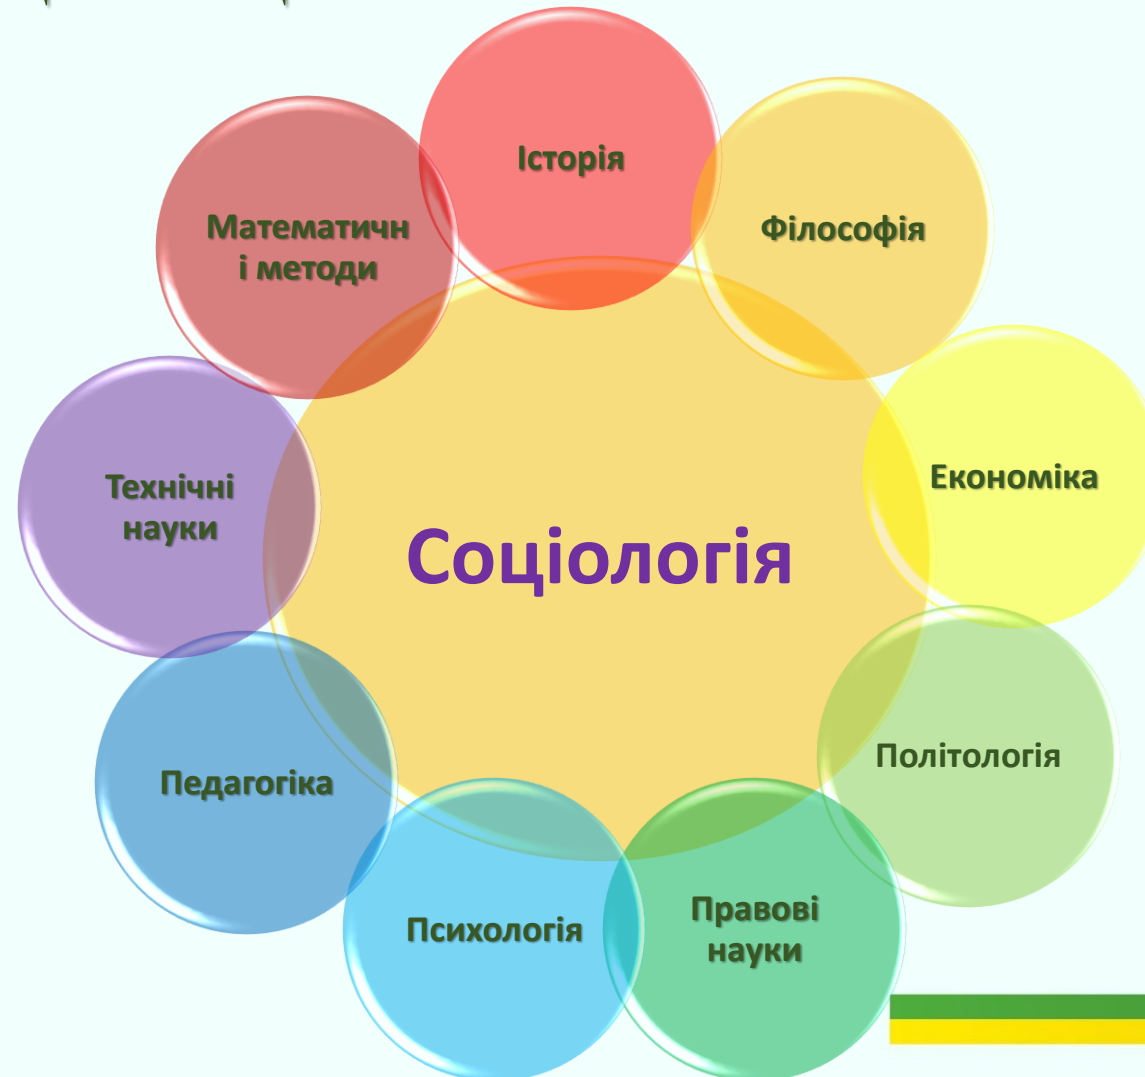 Історія
Філософія
Економіка
Політологія
Правові
науки
Психологія
Педагогіка
Технічні
науки
Математичн
і методи
Соціологія